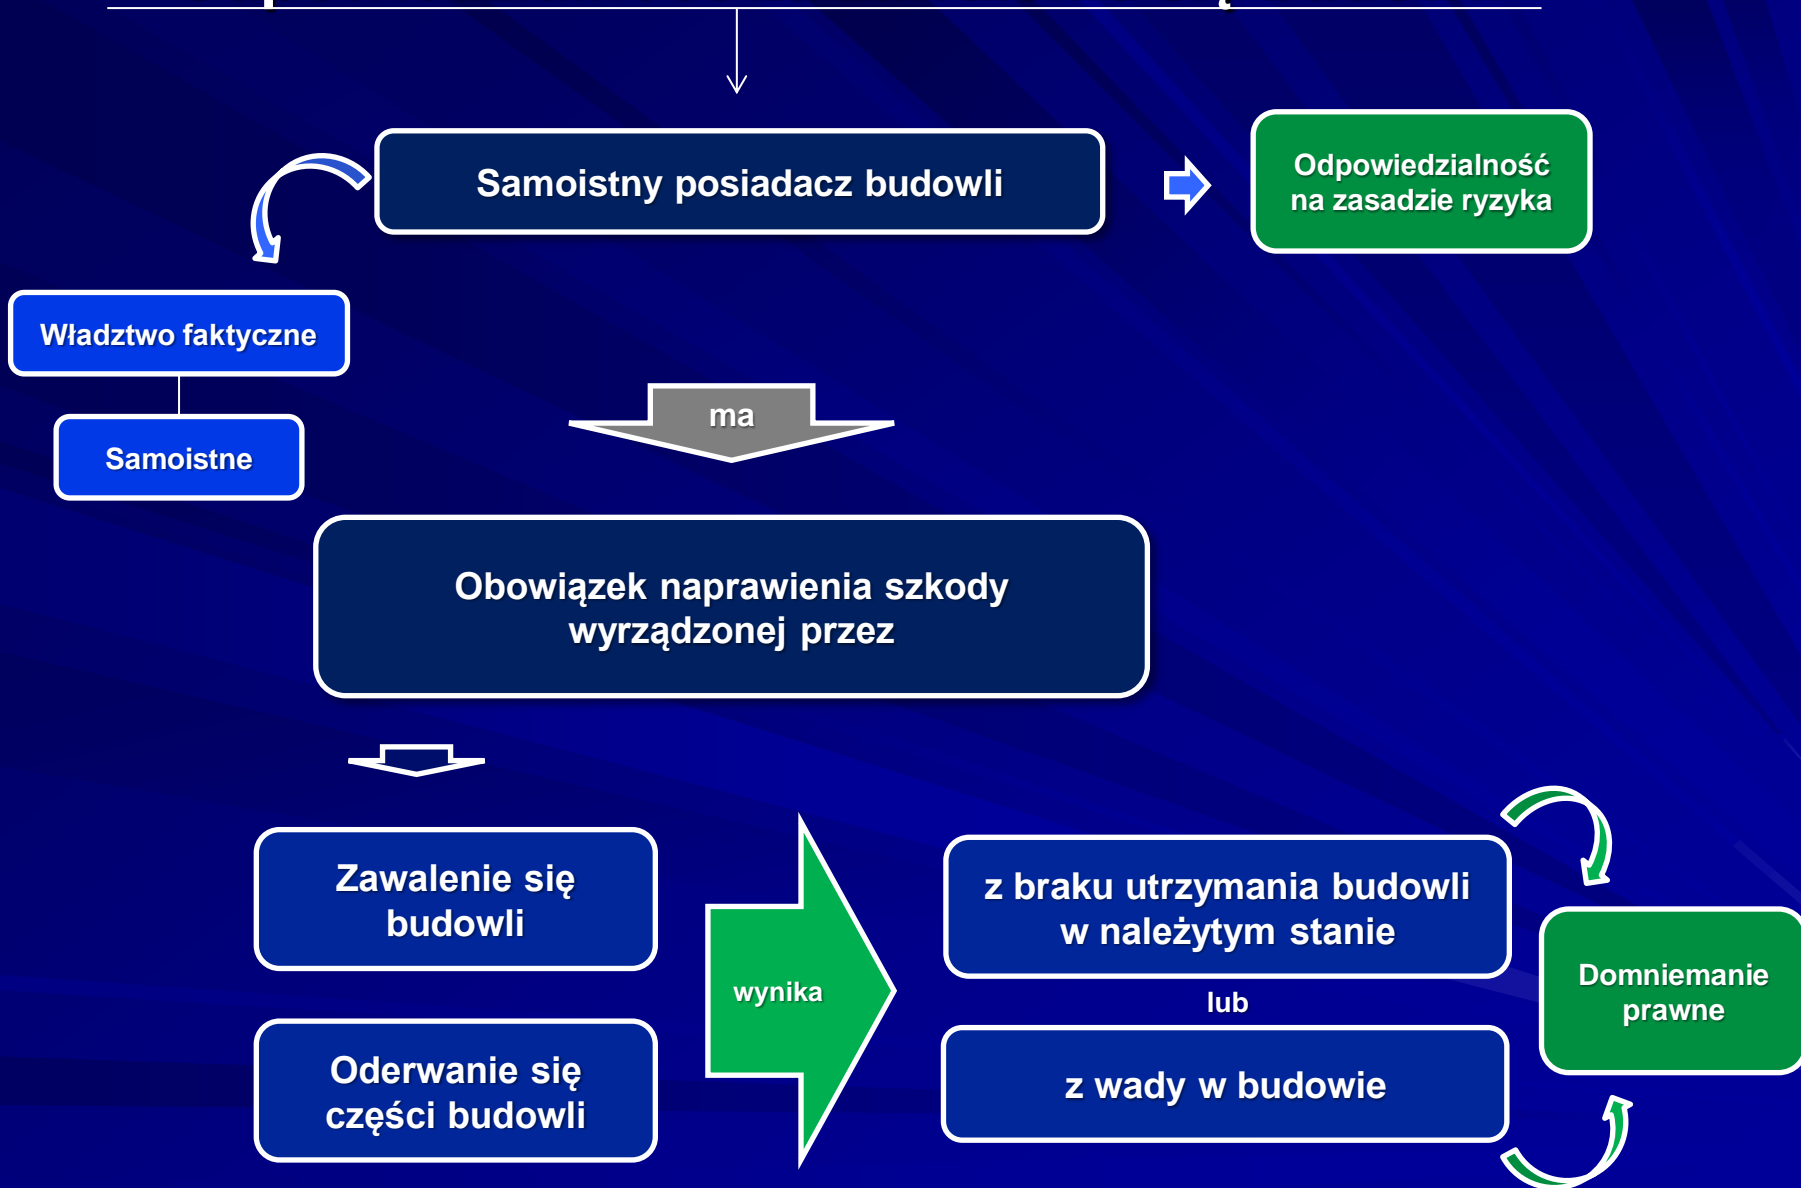 Samoistny posiadacz budowli
Odpowiedzialność
na zasadzie ryzyka
Władztwo faktyczne
Samoistne
ma
Obowiązek naprawienia szkody
wyrządzonej przez
Zawalenie się
budowli
Oderwanie się
części budowli
wynika
z braku utrzymania budowli
w należytym stanie
lub
z wady w budowie
Domniemanie
prawne